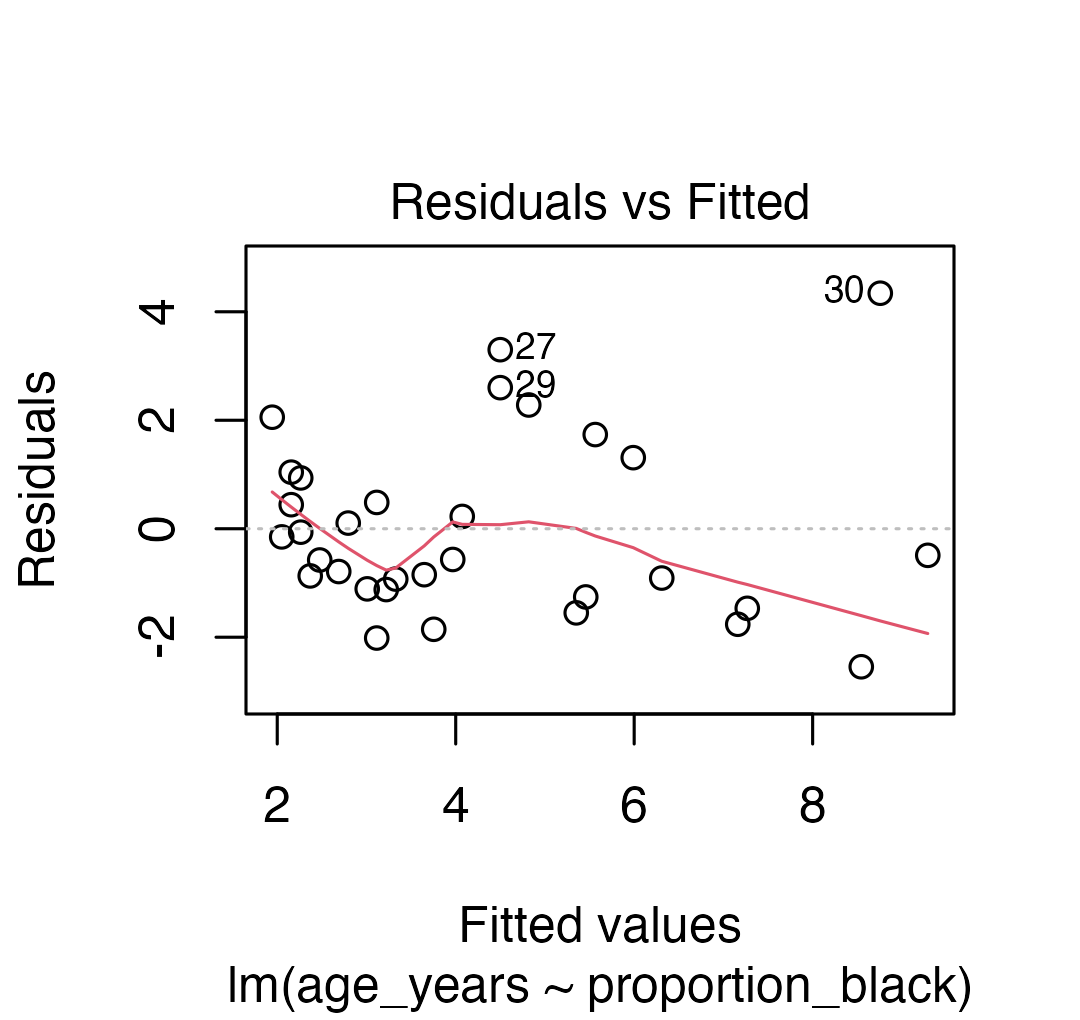 Residuals vs Fitted
Residuals
4
2
0
-2
30
27
29
2 4 6 8
Fitted values
lm(age_years ~ proportion_black)